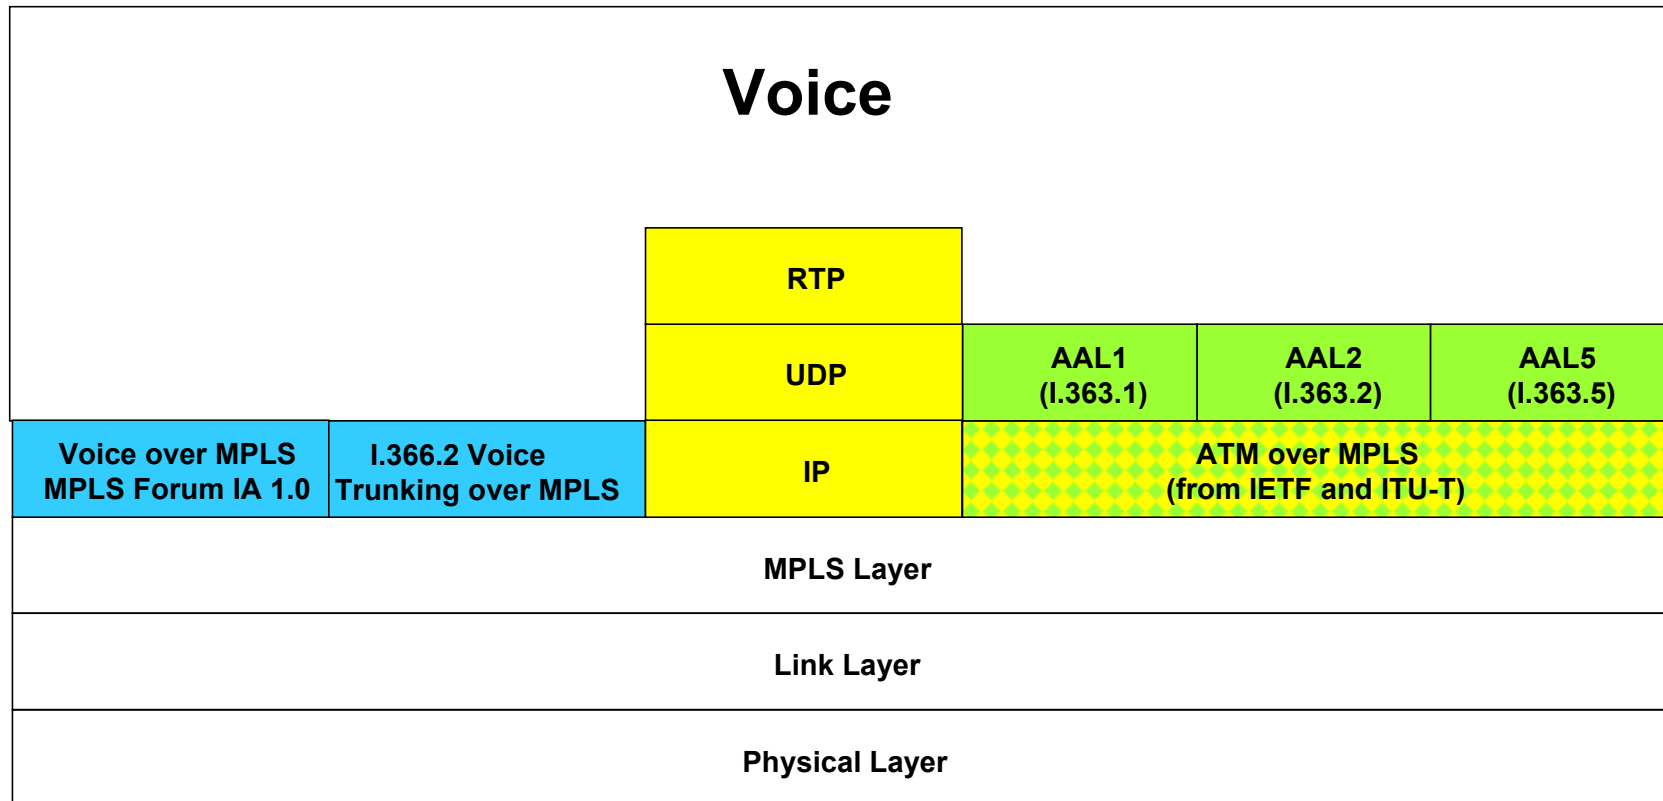 Voice
RTP
UDP
AAL1
(I.363.1)
AAL2
(I.363.2)
AAL5
(I.363.5)
Voice over MPLS
MPLS Forum IA 1.0
I.366.2 Voice
Trunking over MPLS
IP
ATM over MPLS
(from IETF and ITU-T)
MPLS Layer
Link Layer
Physical Layer